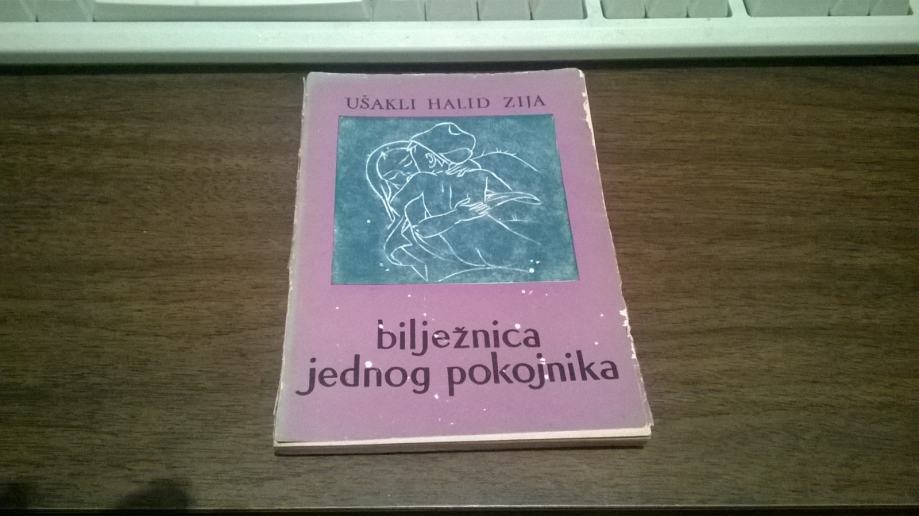 UŠAKLI HALID ZIJA
bilježnica
jednog pokojnika